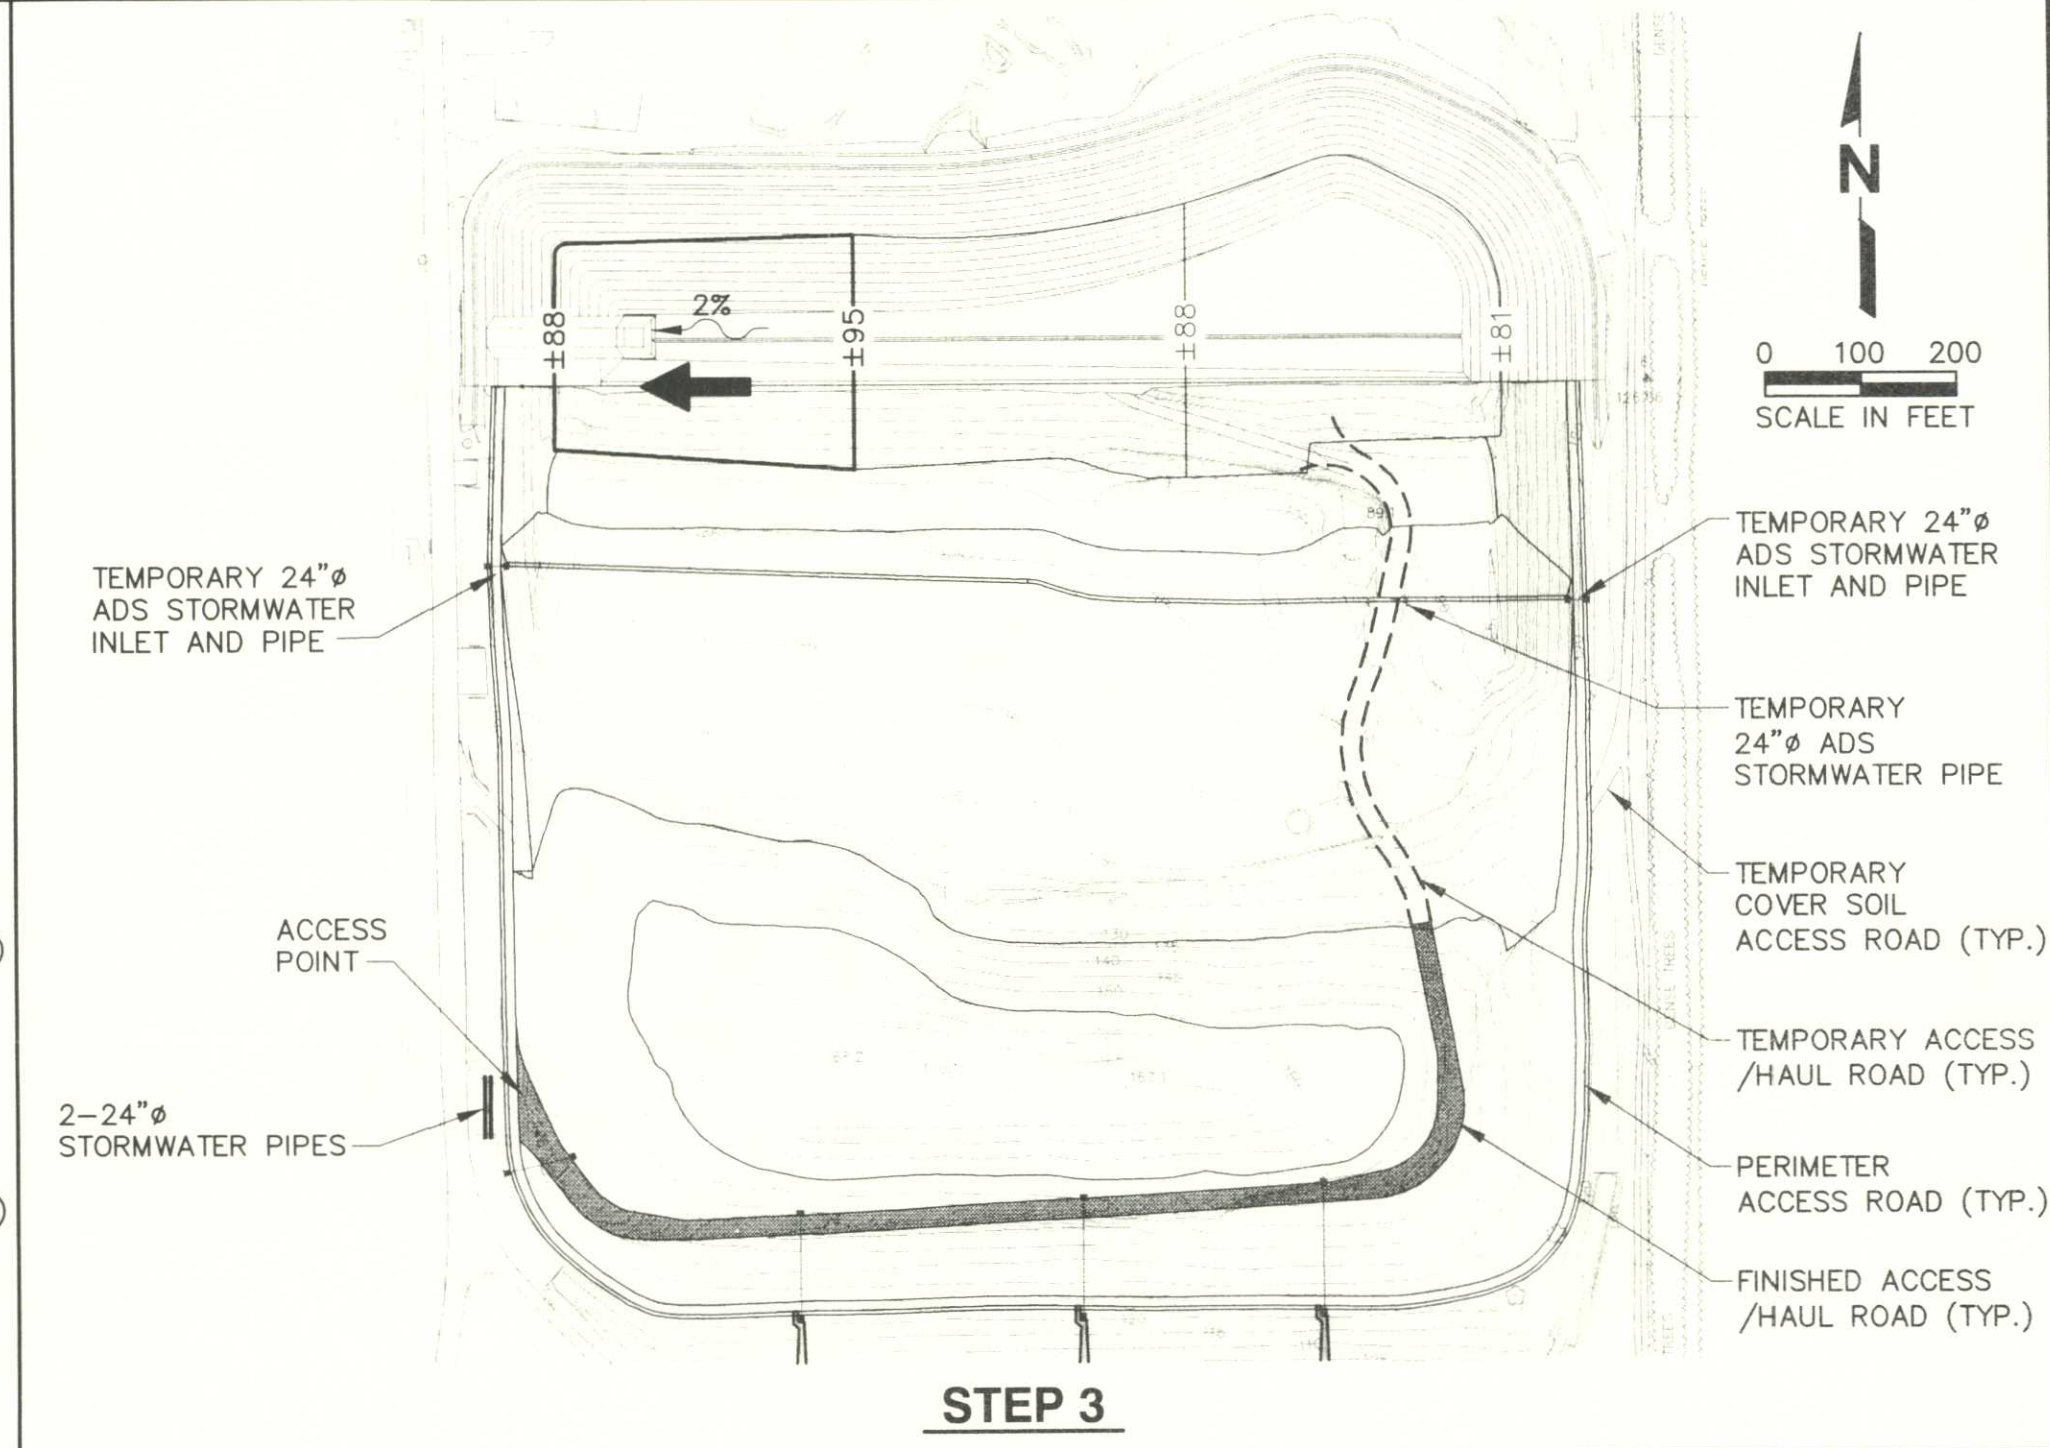 N
0 100 200
SCALE IN FEET
2%
±88
±95
±88
±81
TEMPORARY 24"ø
ADS STORMWATER
INLET AND PIPE
TEMPORARY 24"ø
ADS STORMWATER
INLET AND PIPE
TEMPORARY
24"ø ADS
STORMWATER PIPE
TEMPORARY
COVER SOIL
ACCESS ROAD (TYP.)
ACCESS
POINT
TEMPORARY ACCESS
/HAUL ROAD (TYP.)
2-24"ø
STORMWATER PIPES
PERIMETER
ACCESS ROAD (TYP.)
FINISHED ACCESS
/HAUL ROAD (TYP.)
STEP 3